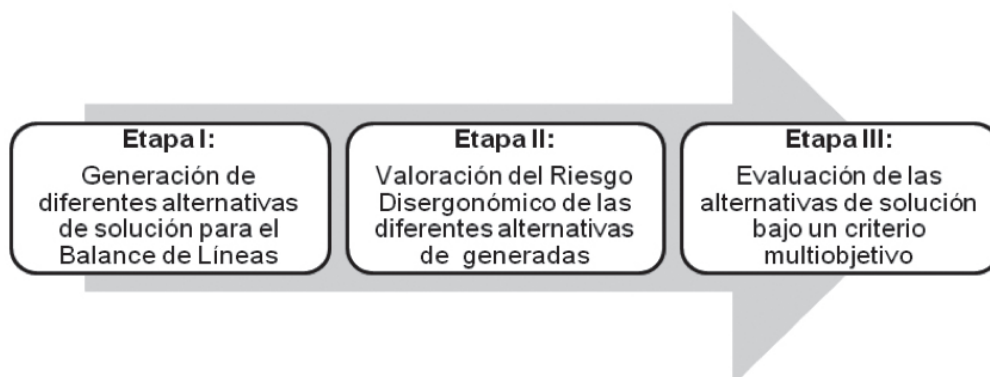 Etapa I:
Generación de
diferentes alternativas
de solución para el
Balance de Líneas
Etapa II:
Valoración del Riesgo
Disergonómico de las
diferentes alternativas
de generadas
Etapa III:
Evaluación de las
alternativas de solución
bajo un criterio
multiobjetivo